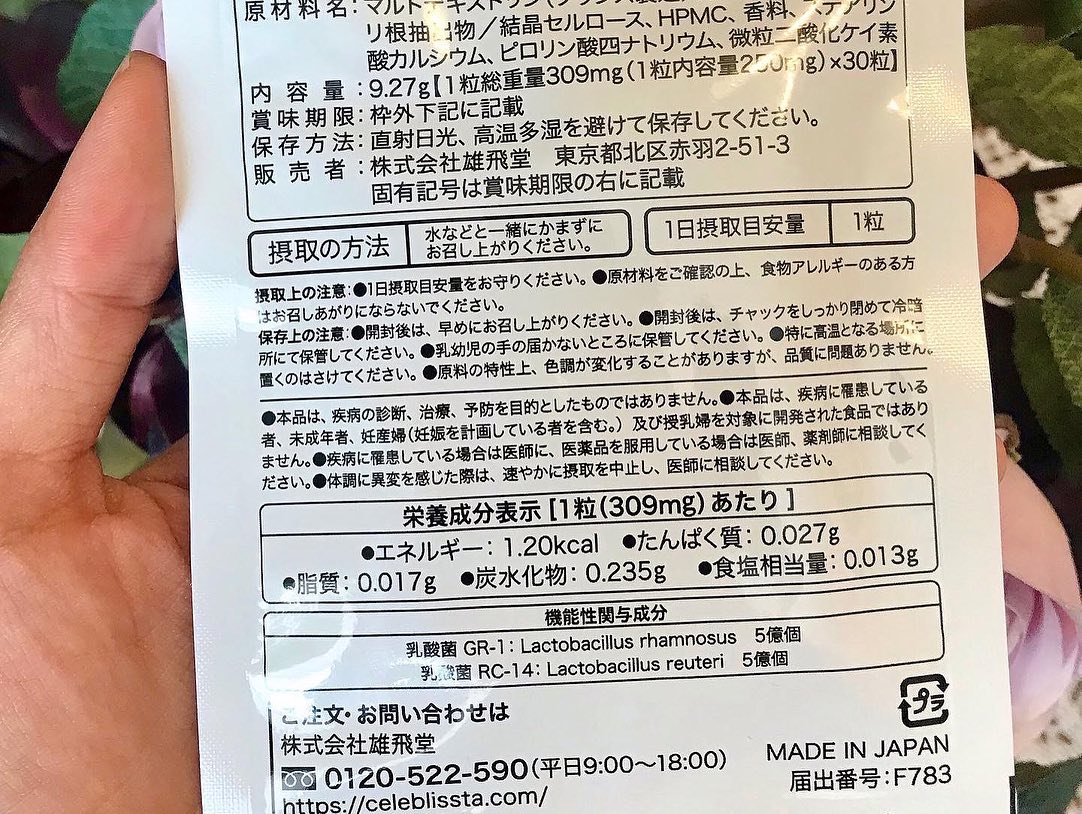 原材料名：マルトデキストリン
リ根抽出物／結晶セルロース、HPMC、香料、ステアリン
酸カルシウム、ピロリン酸四ナトリウム、微粒二酸化ケイ素
内容量：9.27g【1粒総重量309mg（1粒内容量250mg）×30粒】
賞味期限：枠外下記に記載
保存方法：直射日光、高温多湿を避けて保存してください。
販売者：株式会社雄飛堂　東京都北区赤羽2-51-3
固有記号は賞味期限の右に記載
摂取の方法 水などと一緒にかまずに
お召し上がりください。
1日摂取目安量 1粒
摂取上の注意：●1日摂取目安量をお守りください。●原材料をご確認の上、食物アレルギーのある方
はお召しあがりにならないでください。
保存上の注意：●開封後は、早めにお召し上がりください。●開封後は、チャックをしっかり閉めて冷暗
所にて保管してください。●乳幼児の手の届かないところに保管してください。●特に高温となる場所に
置くのはさけてください。●原料の特性上、色調が変化することがありますが、品質に問題ありません。
●本品は、疾病の診断、治療、予防を目的としたものではありません。●本品は、疾病に罹患している
者、未成年者、妊産婦（妊娠を計画している者を含む。）及び授乳婦を対象に開発された食品ではあり
ません。●疾病に罹患している場合は医師に、医薬品を服用している場合は医師、薬剤師に相談してく
ださい。●体調に異変を感じた際は、速やかに摂取を中止し、医師に相談してください。
栄養成分表示［1粒（309mg）あたり］
●エネルギー：1.20kcal ●たんぱく質：0.027g
●脂質：0.017g ●炭水化物：0.235g ●食塩相当量：0.013g
機能性関与成分
乳酸菌 GR-1：Lactobacillus rhamnosus 5億個
乳酸菌 RC-14：Lactobacillus reuteri 5億個
プラ
ご注文・お問い合わせは
株式会社雄飛堂
0120-522-590（平日9:00～18:00）
https://celeblissta.com/
MADE IN JAPAN
届出番号：F783